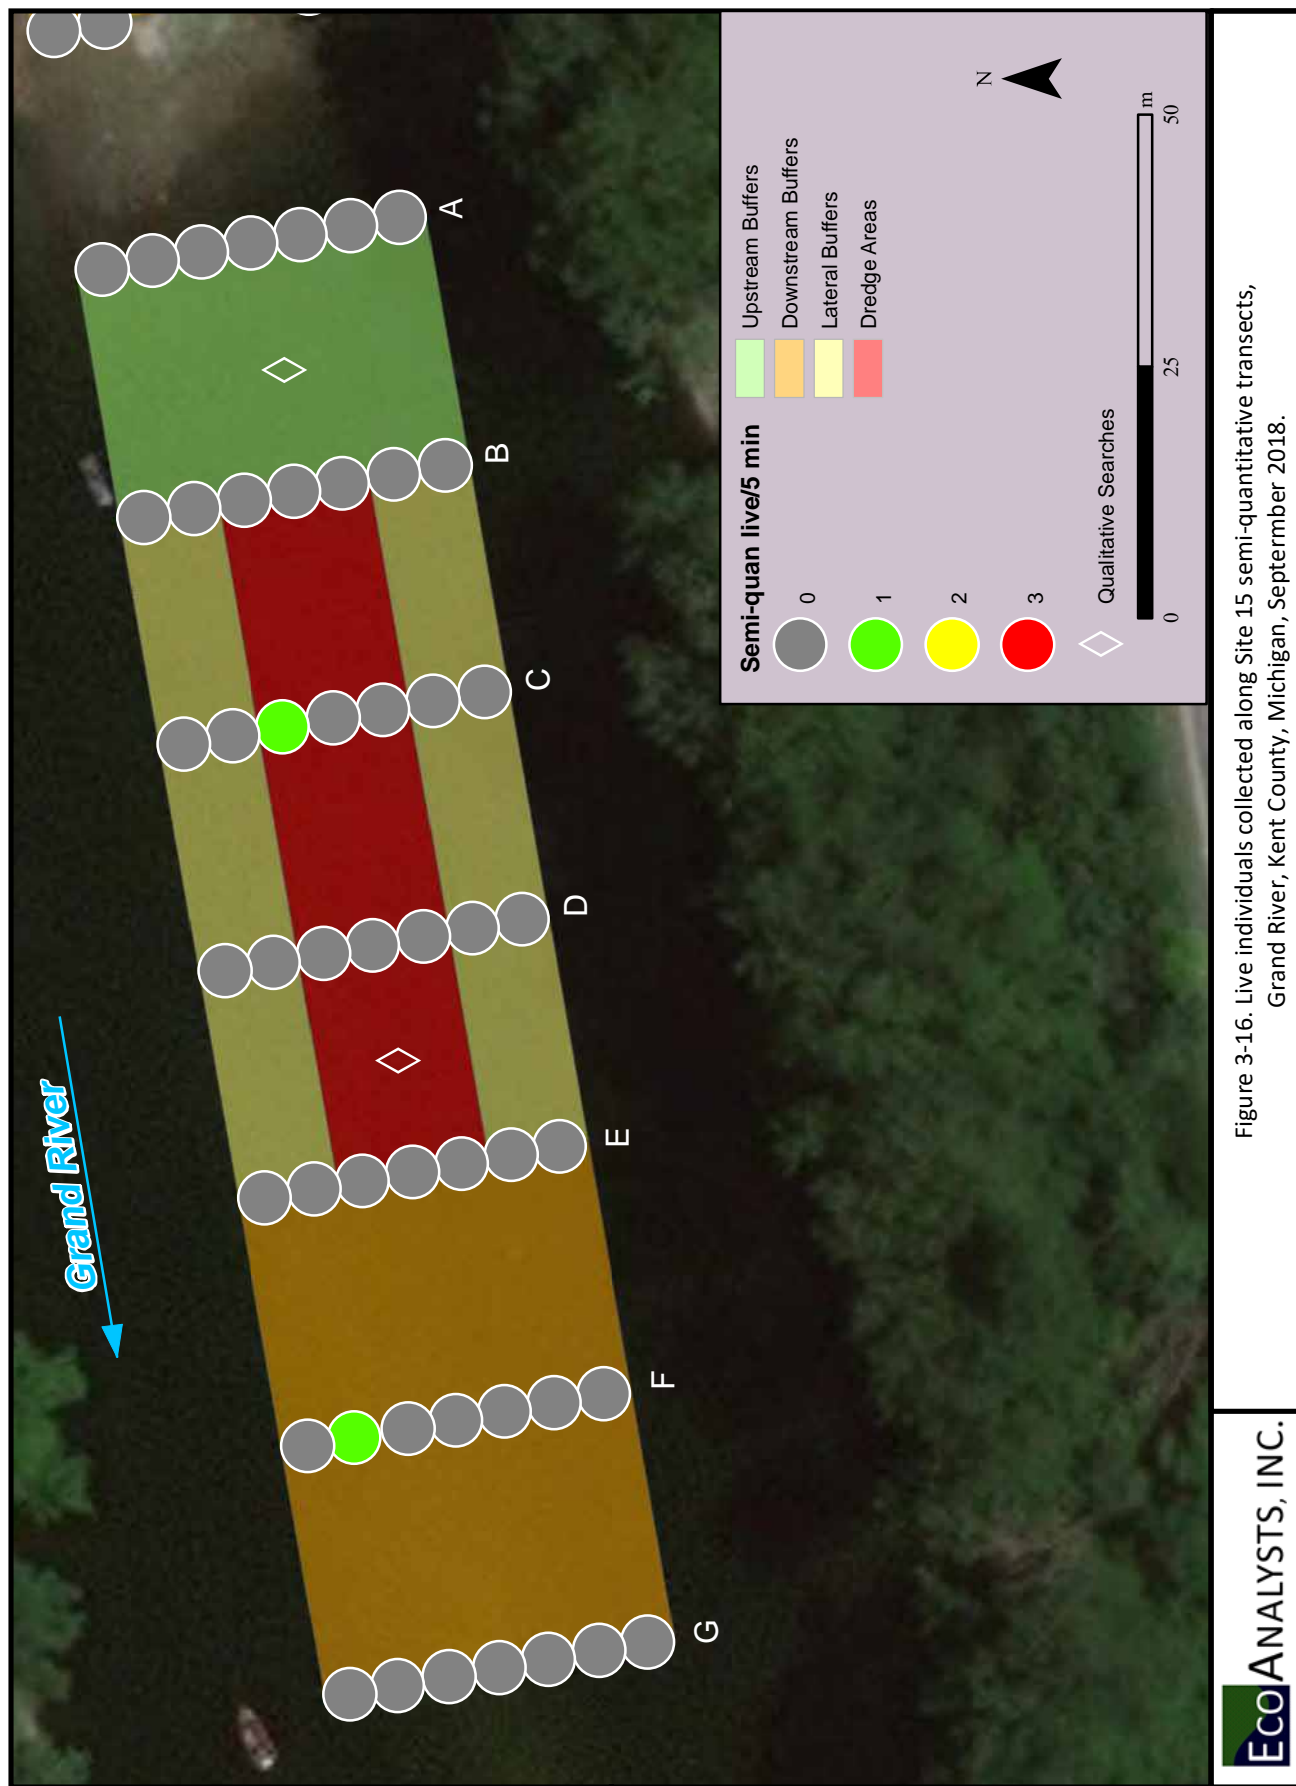 Grand River
A
B
C
D
E
F
G
Semi-quan live/5 min
0
1
2
3
Qualitative Searches
Upstream Buffers
Downstream Buffers
Lateral Buffers
Dredge Areas
N
0 25 50
m
ECOANALYSTS, INC.
Figure 3-16. Live individuals collected along Site 15 semi-quantitative transects,
Grand River, Kent County, Michigan, Septermber 2018.